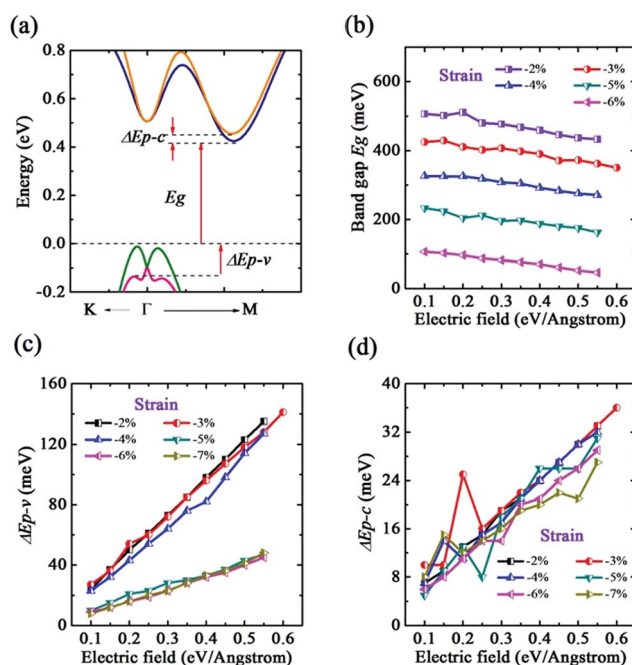 (a)
0.8
0.6
0.4
0.2
0.0
-0.2
Energy (eV)
ΔEp-c
Eg
ΔEp-v
K Γ M
(b)
600
400
200
0
Band gap Eg (meV)
Strain
-2% -3%
-4% -5%
-6%
0.1 0.2 0.3 0.4 0.5 0.6
Electric field (eV/Angstrom)
(c)
160
120
80
40
0
ΔEp-v (meV)
Strain
-2% -3%
-4% -5%
-6% -7%
0.1 0.2 0.3 0.4 0.5 0.6
Electric field (eV/Angstrom)
(d)
40
32
24
16
8
0
ΔEp-c (meV)
Strain
-2% -3%
-4% -5%
-6% -7%
0.1 0.2 0.3 0.4 0.5 0.6
Electric field (eV/Angstrom)